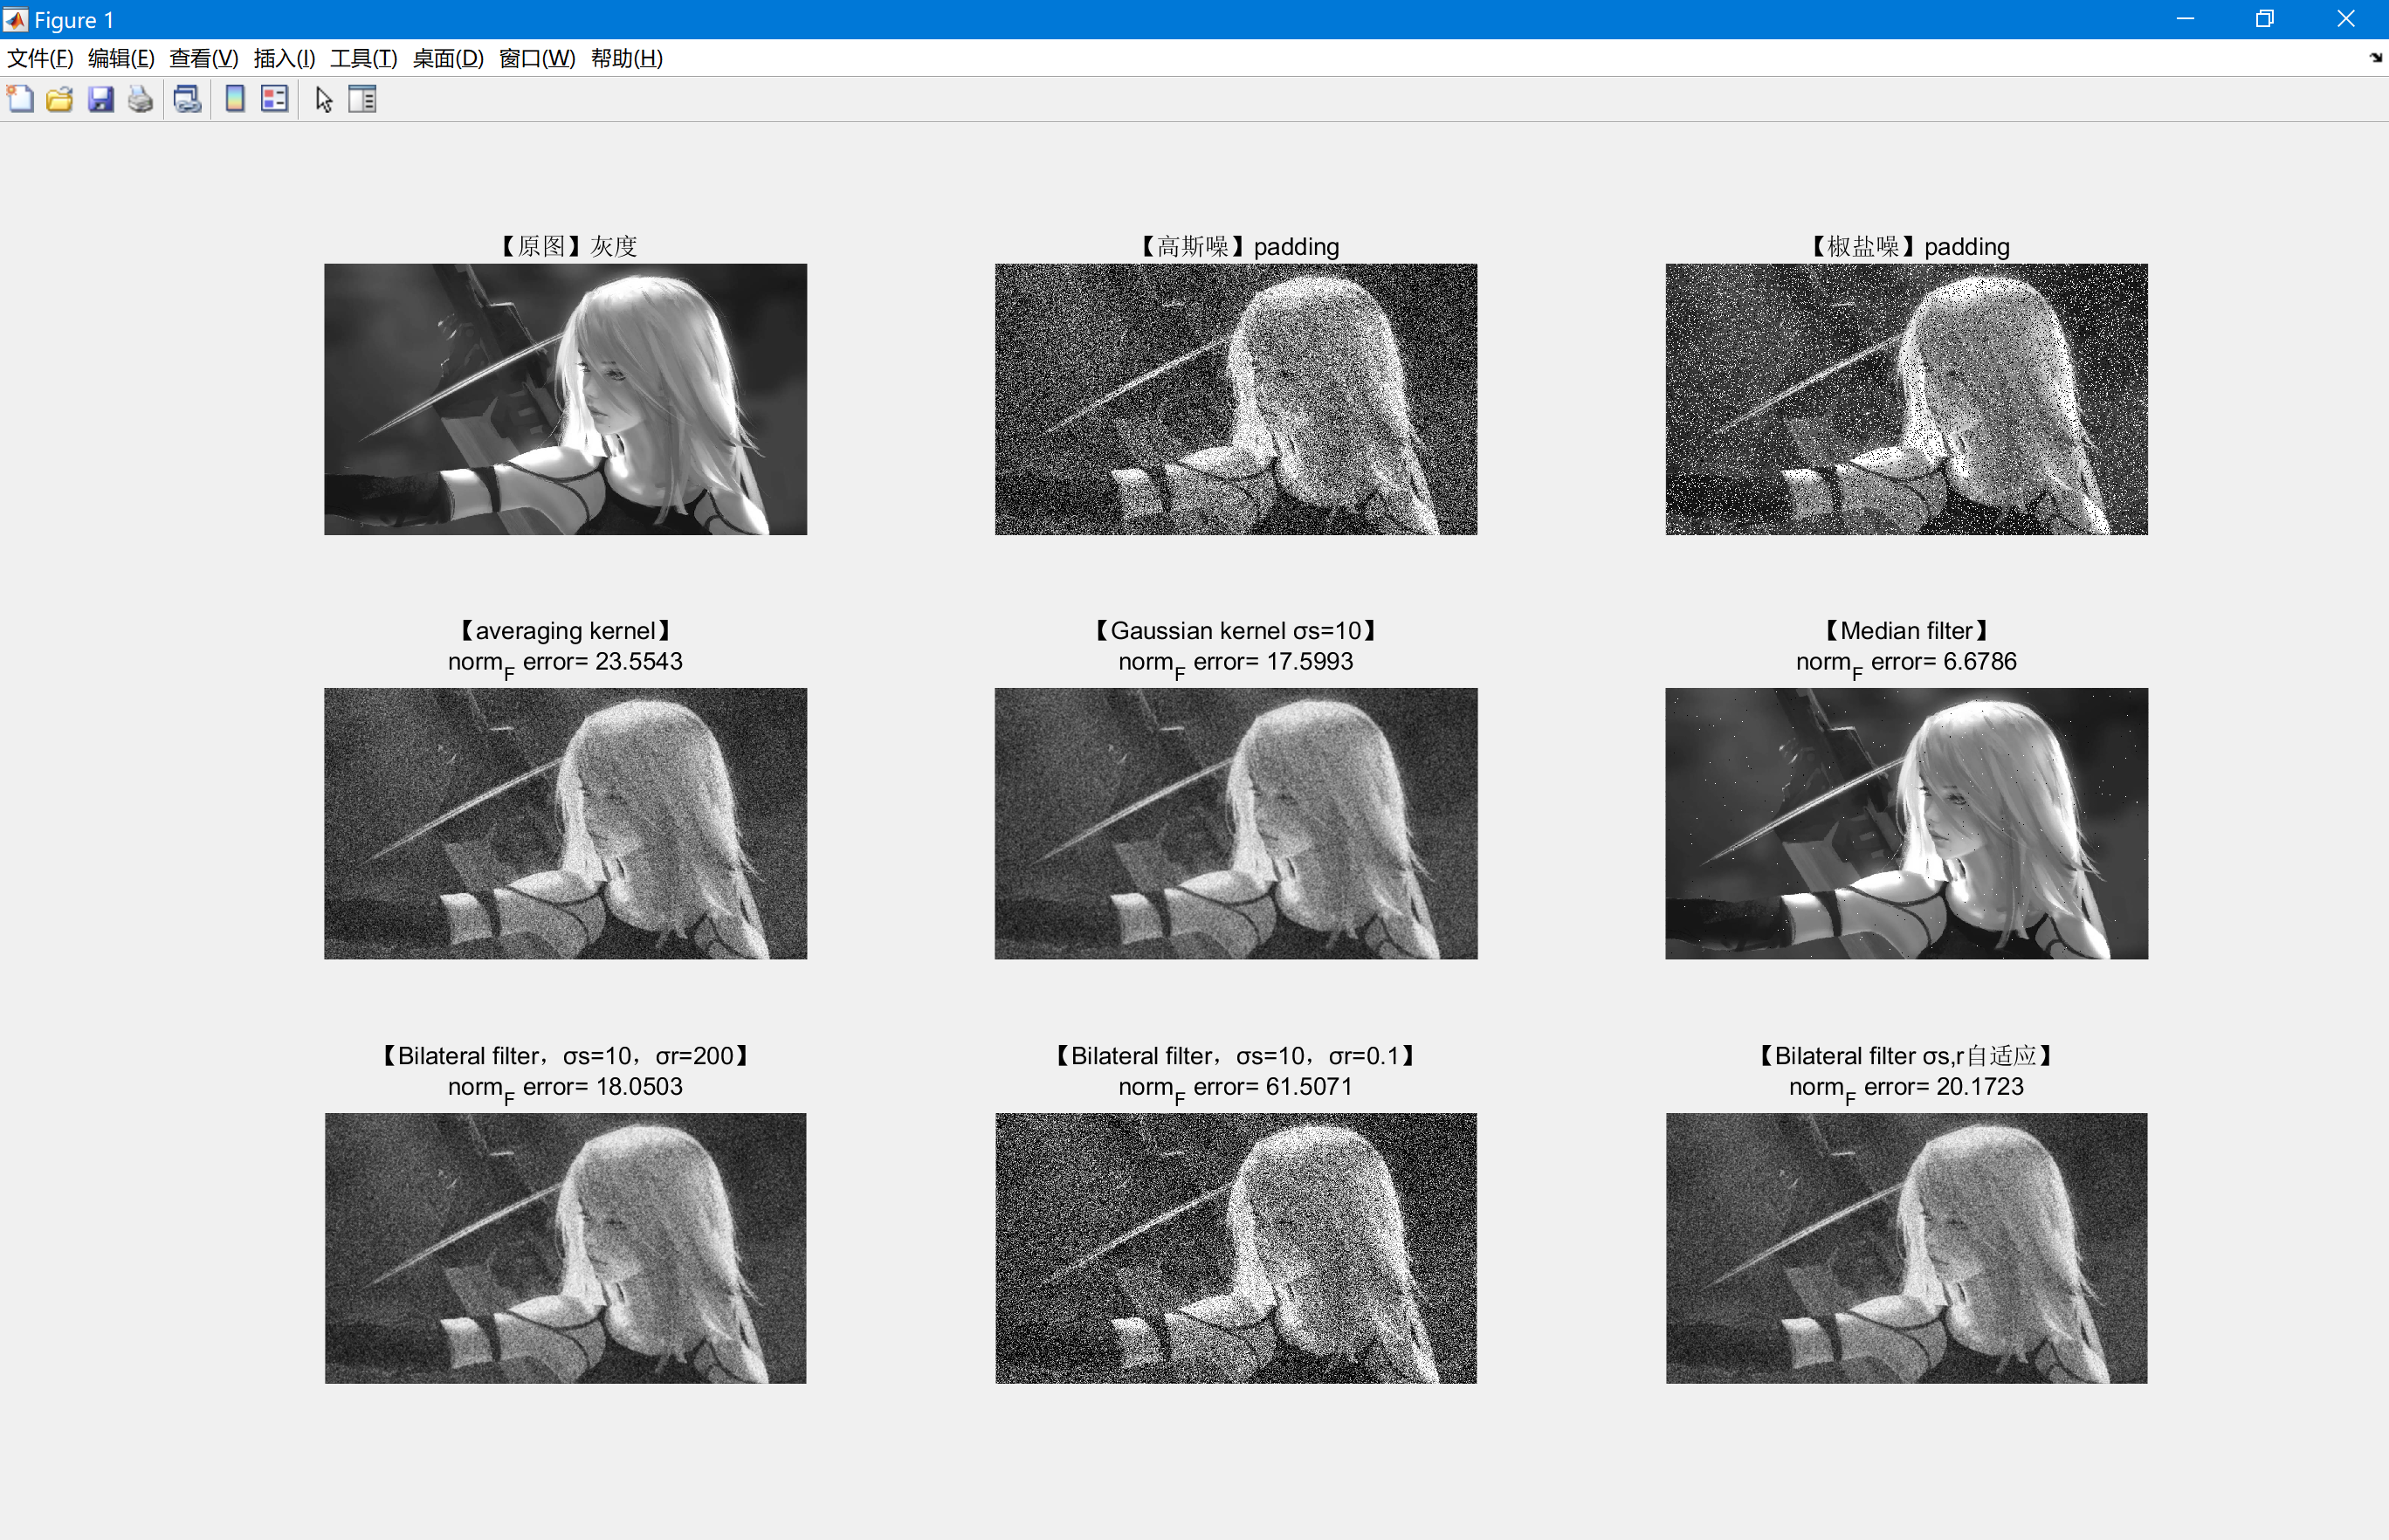 Figure 1
文件(F) 编辑(E) 查看(V) 插入(I) 工具(T) 桌面(D) 窗口(W) 帮助(H)
【原图】灰度
【高斯噪】padding
【椒盐噪】padding
【averaging kernel】
norm_F error= 23.5543
【Gaussian kernel σs=10】
norm_F error= 17.5993
【Median filter】
norm_F error= 6.6786
【Bilateral filter，σs=10，σr=200】
norm_F error= 18.0503
【Bilateral filter，σs=10，σr=0.1】
norm_F error= 61.5071
【Bilateral filter σs,r自适应】
norm_F error= 20.1723